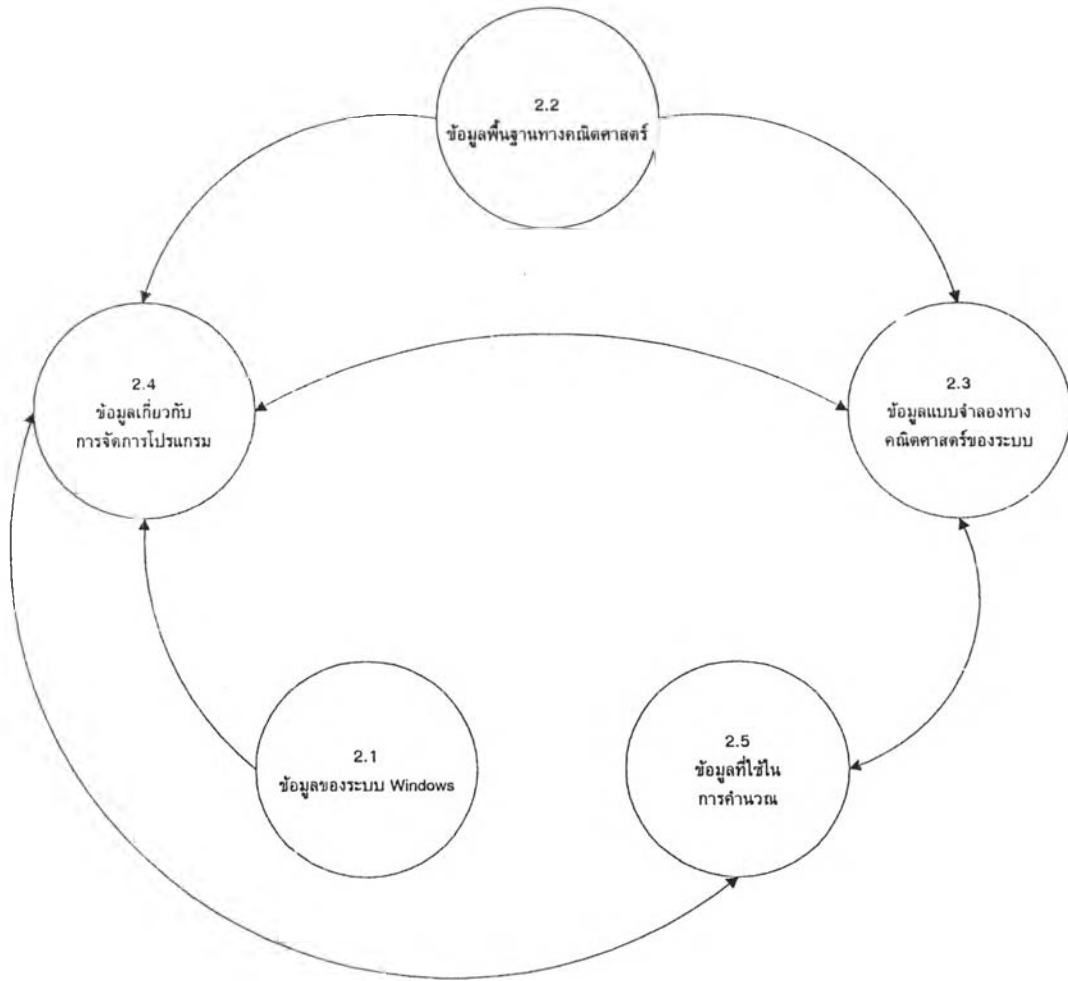 2.2
ข้อมูลพื้นฐานทางคณิตศาสตร์
2.4
ข้อมูลเกี่ยวกับ
การจัดการโปรแกรม
2.3
ข้อมูลแบบจำลองทาง
คณิตศาสตร์ของระบบ
2.1
ข้อมูลของระบบ Windows
2.5
ข้อมูลที่ใช้ใน
การคำนวณ